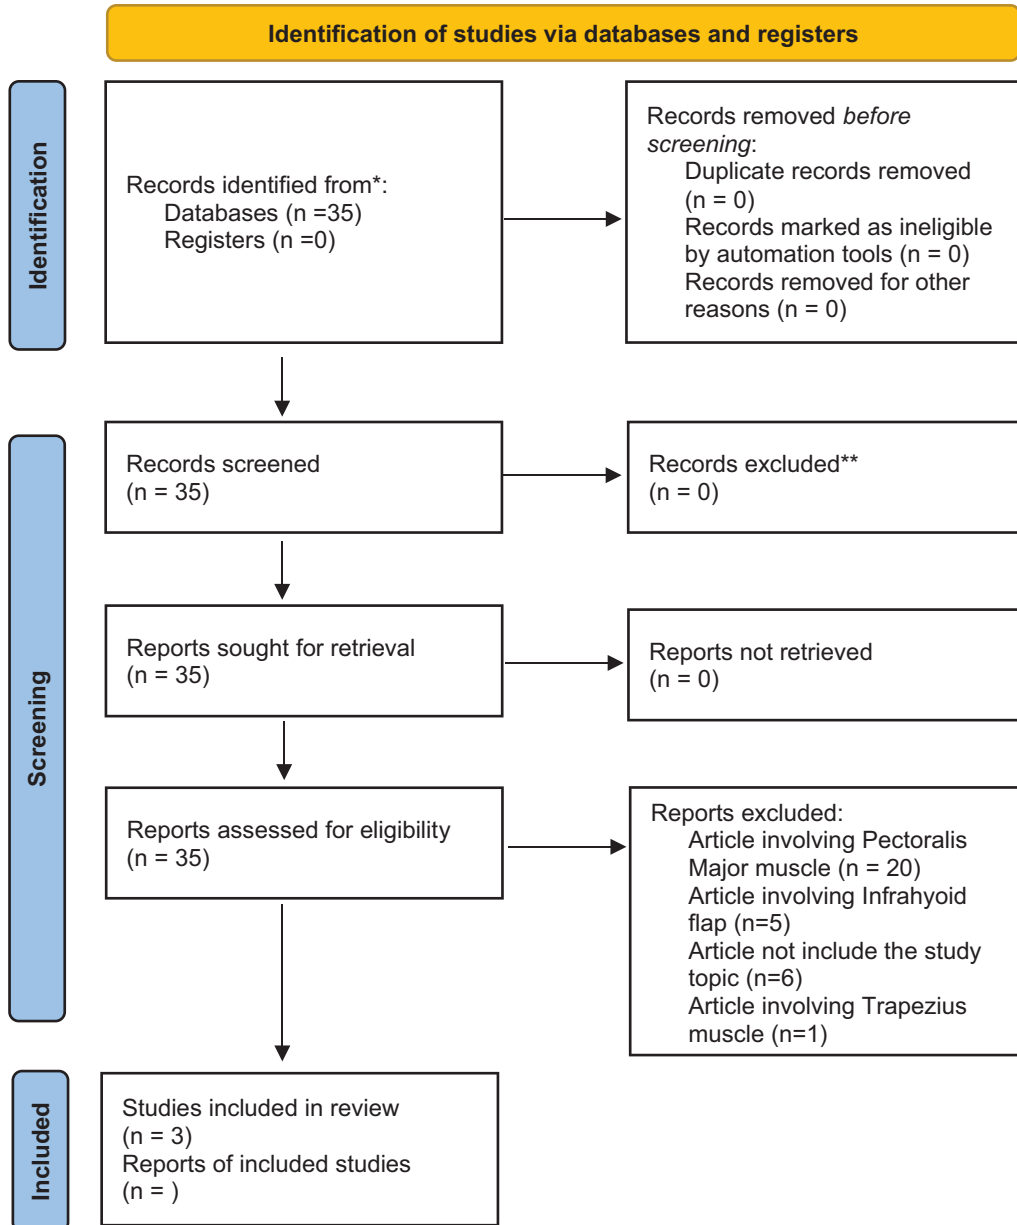 Identification of studies via databases and registers
Identification
Records identified from*:
Databases (n =35)
Registers (n =0)
Records removed before
screening:
Duplicate records removed
(n = 0)
Records marked as ineligible
by automation tools (n = 0)
Records removed for other
reasons (n = 0)
Screening
Records screened
(n = 35)
Records excluded**
(n = 0)
Reports sought for retrieval
(n = 35)
Reports not retrieved
(n = 0)
Reports assessed for eligibility
(n = 35)
Reports excluded:
Article involving Pectoralis
Major muscle (n = 20)
Article involving Infrahyoid
flap (n=5)
Article not include the study
topic (n=6)
Article involving Trapezius
muscle (n=1)
Included
Studies included in review
(n = 3)
Reports of included studies
(n = )